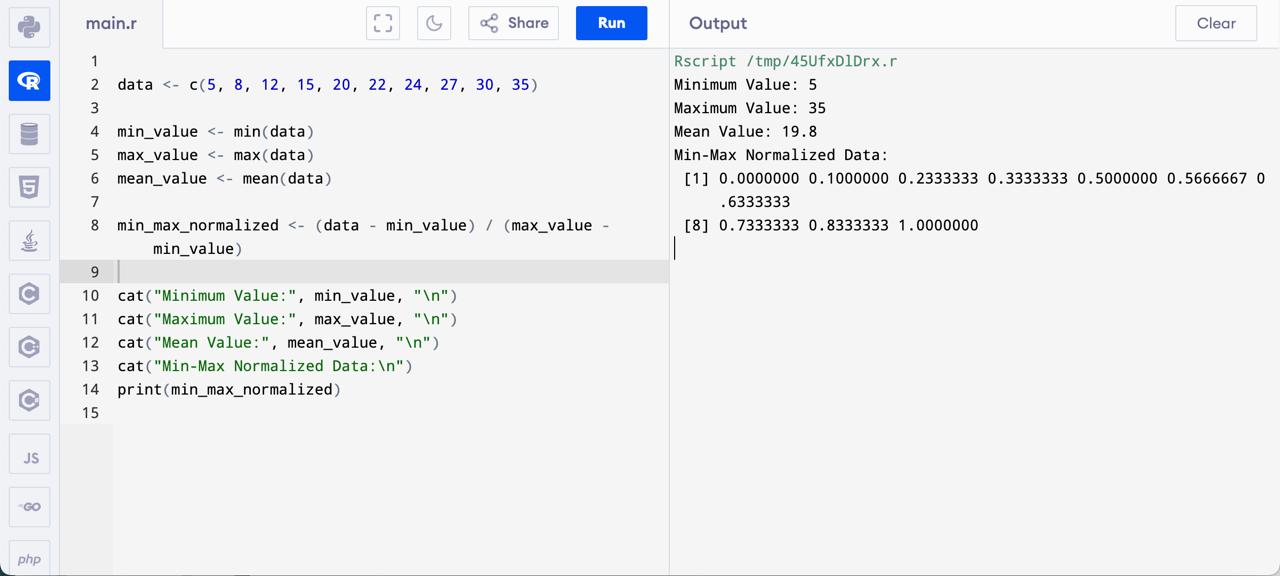 main.r
Share
Run
Output
Clear
1
2 data <- c(5, 8, 12, 15, 20, 22, 24, 27, 30, 35)
3
4 min_value <- min(data)
5 max_value <- max(data)
6 mean_value <- mean(data)
7
8 min_max_normalized <- (data - min_value) / (max_value -
min_value)
9
10 cat("Minimum Value:", min_value, "\n")
11 cat("Maximum Value:", max_value, "\n")
12 cat("Mean Value:", mean_value, "\n")
13 cat("Min-Max Normalized Data:\n")
14 print(min_max_normalized)
15
Rscript /tmp/45UfxDlDrx.r
Minimum Value: 5
Maximum Value: 35
Mean Value: 19.8
Min-Max Normalized Data:
[1] 0.0000000 0.1000000 0.2333333 0.3333333 0.5000000 0.5666667 0
.6333333
[8] 0.7333333 0.8333333 1.0000000
R
5
C
C
C
JS
GO
php